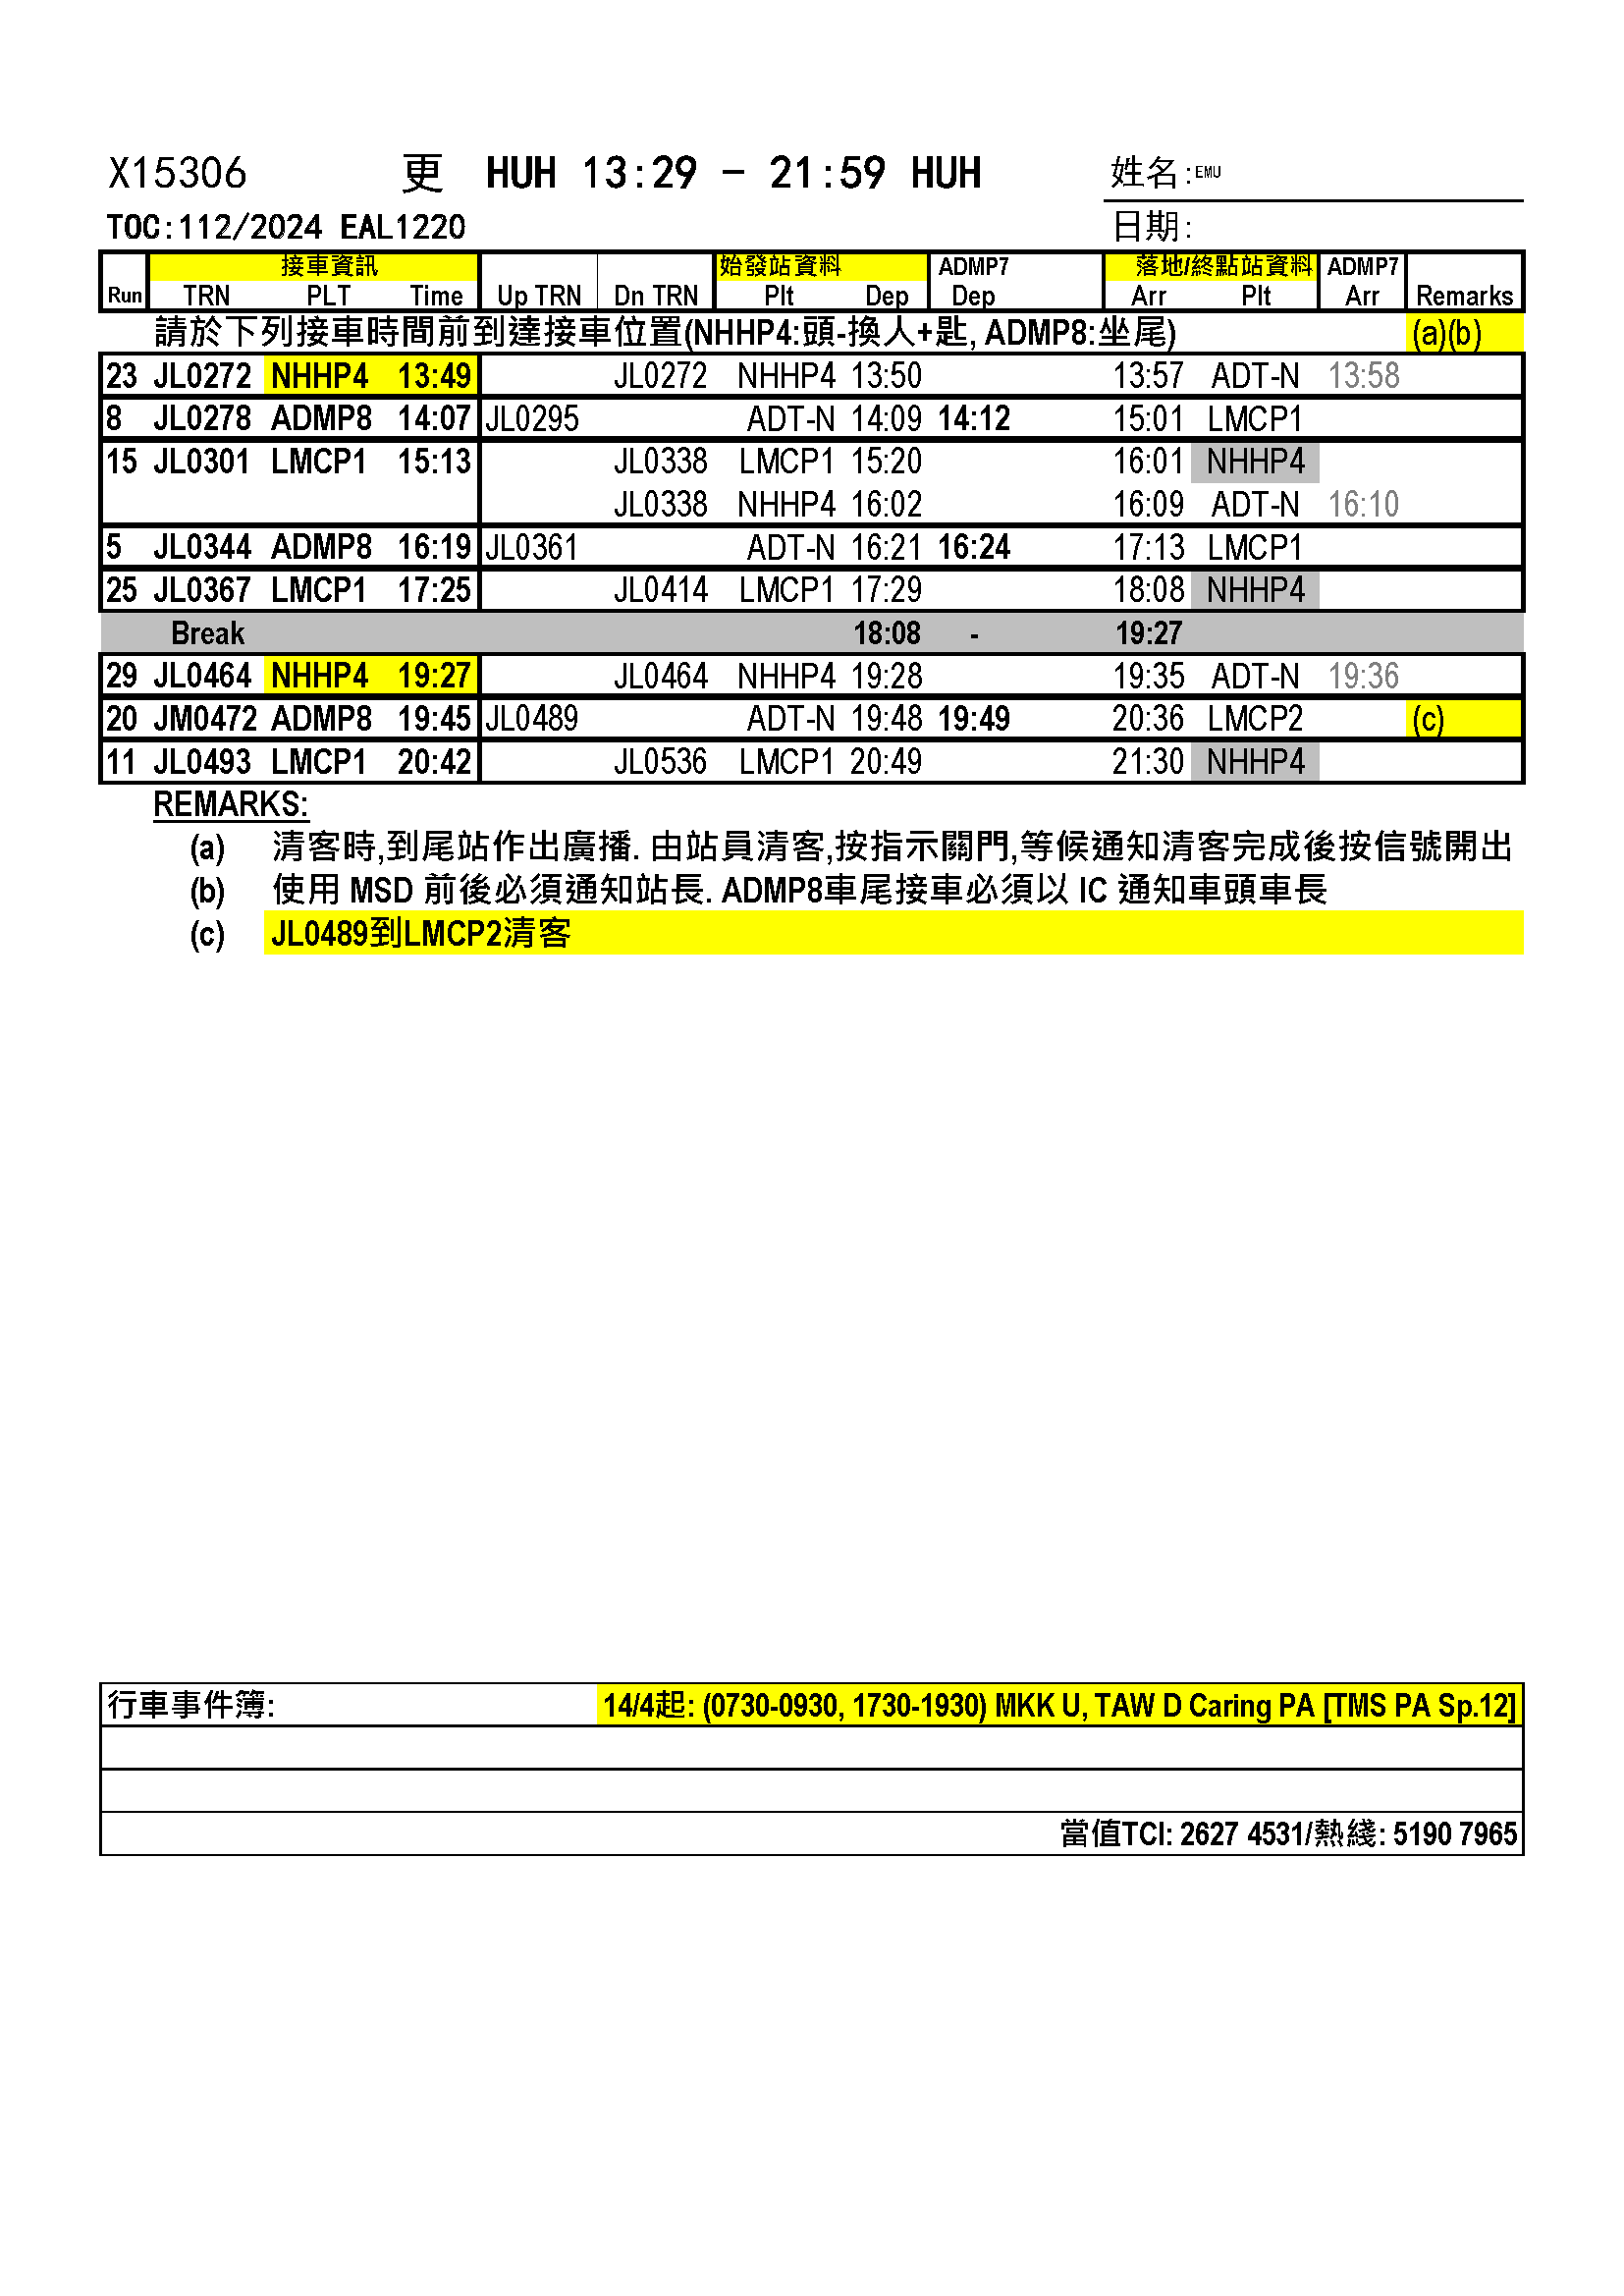 X15306 更 HUH 13:29 - 21:59 HUH 姓名:EMU
TOC:112/2024 EAL1220 日期:
接車資訊 始發站資料 ADMP7 落地/終點站資料 ADMP7
Run TRN PLT Time Up TRN Dn TRN Plt Dep Dep Arr Plt Arr Remarks
請於下列接車時間前到達接車位置(NHHP4:頭-換人+匙, ADMP8:坐尾) (a)(b)
23 JL0272 NHHP4 13:49 JL0272 NHHP4 13:50 13:57 ADT-N 13:58
8 JL0278 ADMP8 14:07 JL0295 ADT-N 14:09 14:12 15:01 LMCP1
15 JL0301 LMCP1 15:13 JL0338 LMCP1 15:20 16:01 NHHP4
JL0338 NHHP4 16:02 16:09 ADT-N 16:10
5 JL0344 ADMP8 16:19 JL0361 ADT-N 16:21 16:24 17:13 LMCP1
25 JL0367 LMCP1 17:25 JL0414 LMCP1 17:29 18:08 NHHP4
Break 18:08 - 19:27
29 JL0464 NHHP4 19:27 JL0464 NHHP4 19:28 19:35 ADT-N 19:36
20 JM0472 ADMP8 19:45 JL0489 ADT-N 19:48 19:49 20:36 LMCP2 (c)
11 JL0493 LMCP1 20:42 JL0536 LMCP1 20:49 21:30 NHHP4
REMARKS:
(a) 清客時,到尾站作出廣播. 由站員清客,按指示關門,等候通知清客完成後按信號開出
(b) 使用 MSD 前後必須通知站長. ADMP8車尾接車必須以 IC 通知車頭車長
(c) JL0489到LMCP2清客
行車事件簿: 14/4起: (0730-0930, 1730-1930) MKK U, TAW D Caring PA [TMS PA Sp.12]
當值TCI: 2627 4531/熱綫: 5190 7965